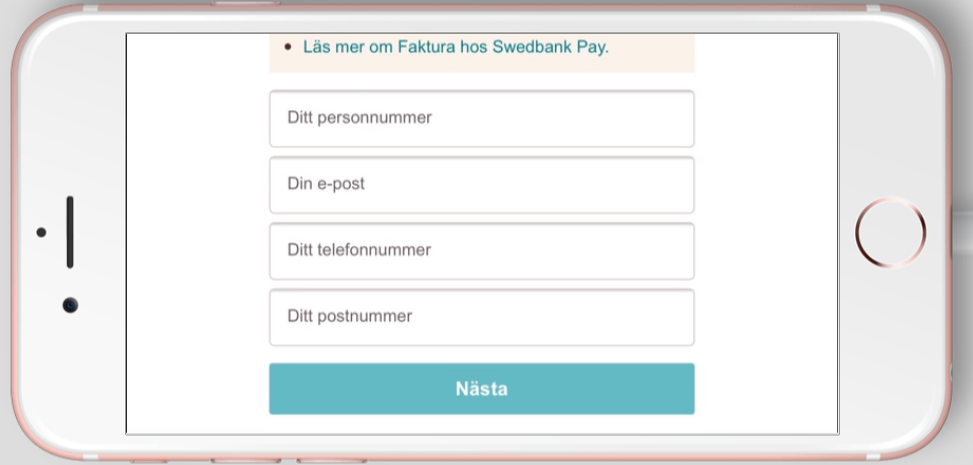 Läs mer om Faktura hos Swedbank Pay.
Ditt personnummer
Din e-post
Ditt telefonnummer
Ditt postnummer
Nästa